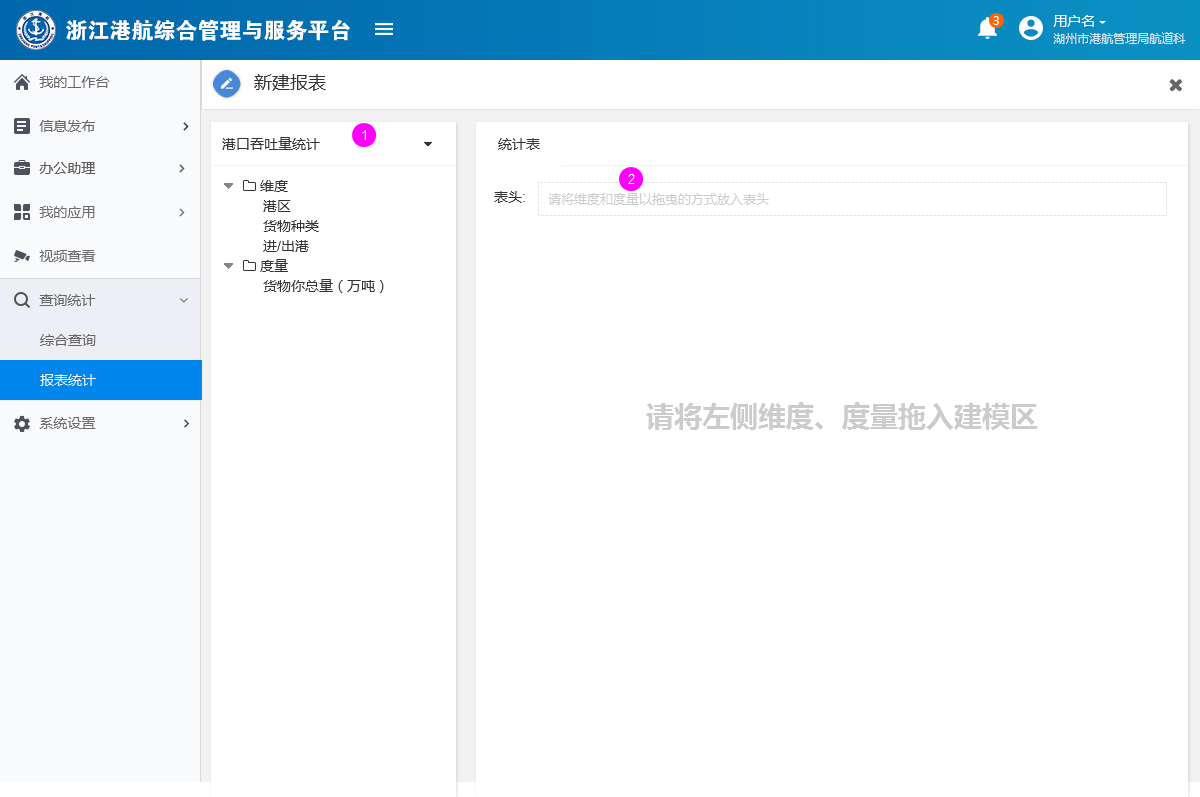 浙江港航综合管理与服务平台
3
用户名
湖州市港航管理局航道科
我的工作台
信息发布
办公助理
我的应用
视频查看
查询统计
综合查询
报表统计
系统设置
新建报表
港口吞吐量统计
1
维度
港区
货物种类
进/出港
度量
货物你总量（万吨）
统计表
2
表头:
请将维度和度量以拖曳的方式放入表头
请将左侧维度、度量拖入建模区